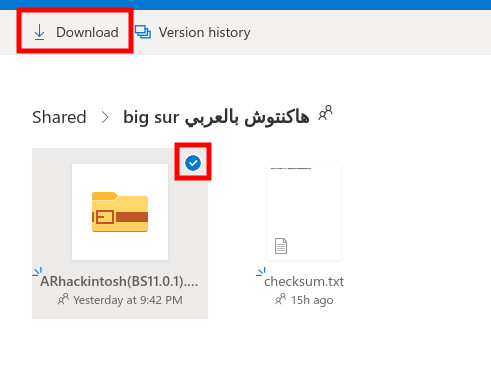 Download Version history
Shared > big sur هاكنتوش بالعربي
ARhackintosh(BS11.0.1)....
checksum.txt
Yesterday at 9:42 PM
15h ago